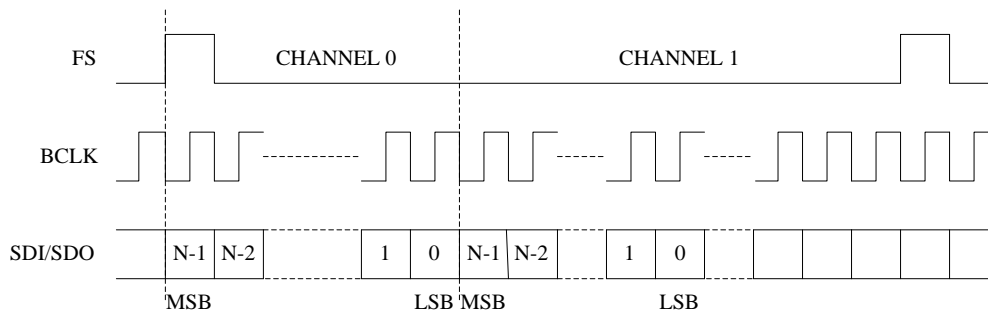 FS CHANNEL 0 CHANNEL 1
BCLK
SDI/SDO N-1 N-2 1 0 N-1 N-2 1 0
MSB LSB MSB LSB